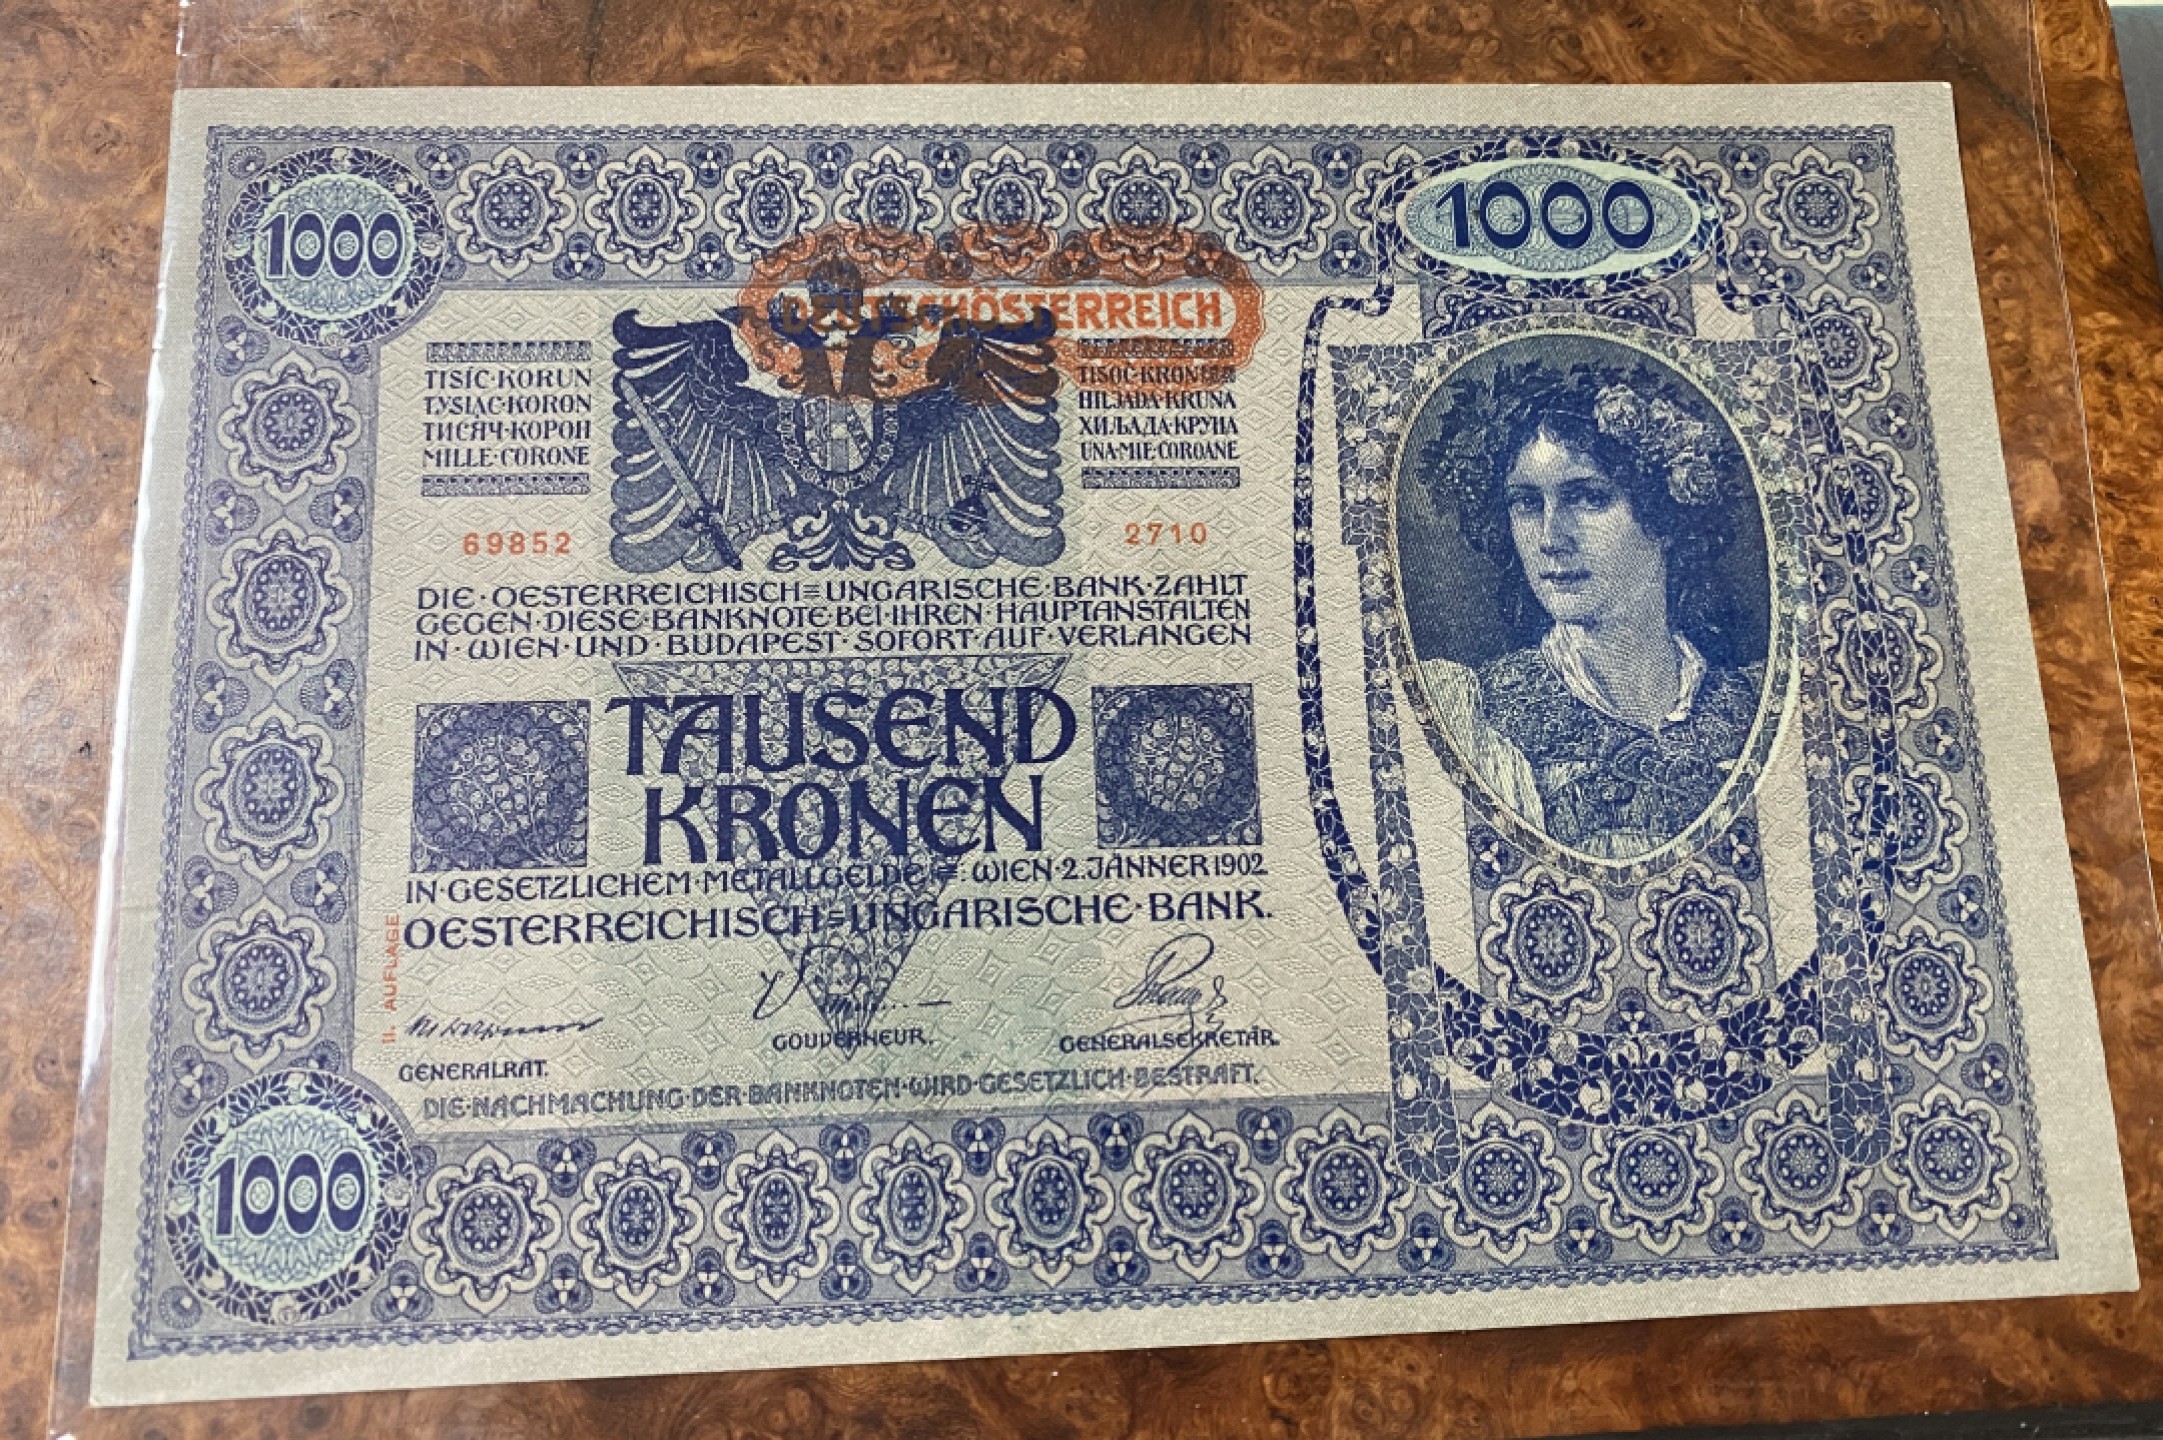 1000
1000
DEUTSCHÖSTERREICH
TISÍC·KORUN
TYSIĄC·KORON
ТИСЯЧ·КОРОН
MILLE·CORONE
TISOČ·KRON
HILJADA·KRUNA
ХИЉАДА·КРУНА
UNA·MIE·COROANE
69852
2710
DIE·OESTERREICHISCH=UNGARISCHE·BANK·ZAHLT
GEGEN·DIESE·BANKNOTE·BEI·IHREN·HAUPTANSTALTEN
IN·WIEN·UND·BUDAPEST·SOFORT·AUF·VERLANGEN
TAUSEND
KRONEN
IN·GESETZLICHEM·METALLGELDE=:WIEN·2.JÄNNER 1902
OESTERREICHISCH=UNGARISCHE·BANK.
II. AUFLAGE
GENERALRAT.
GOUVERNEUR.
GENERALSEKRETÄR.
DIE·NACHMACHUNG·DER·BANKNOTEN·WIRD·GESETZLICH·BESTRAFT.
1000